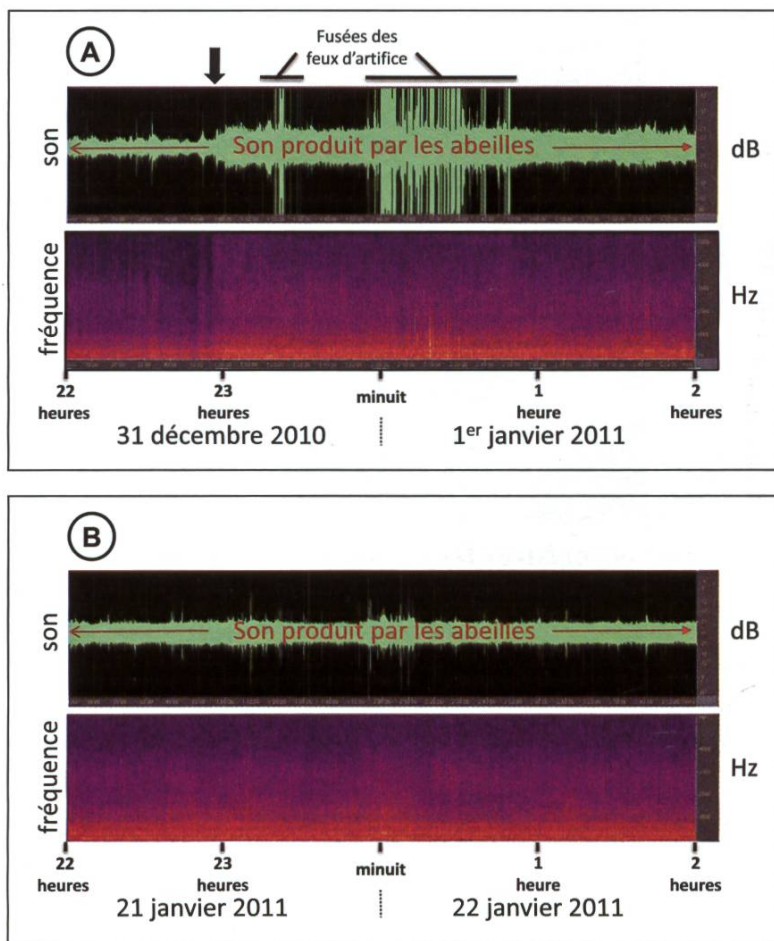 A
Fusées des
feux d'artifice
son
Son produit par les abeilles
dB
fréquence
Hz
22
heures
23
heures
minuit
1
heure
2
heures
31 décembre 2010
1er janvier 2011
B
son
Son produit par les abeilles
dB
fréquence
Hz
22
heures
23
heures
minuit
1
heure
2
heures
21 janvier 2011
22 janvier 2011